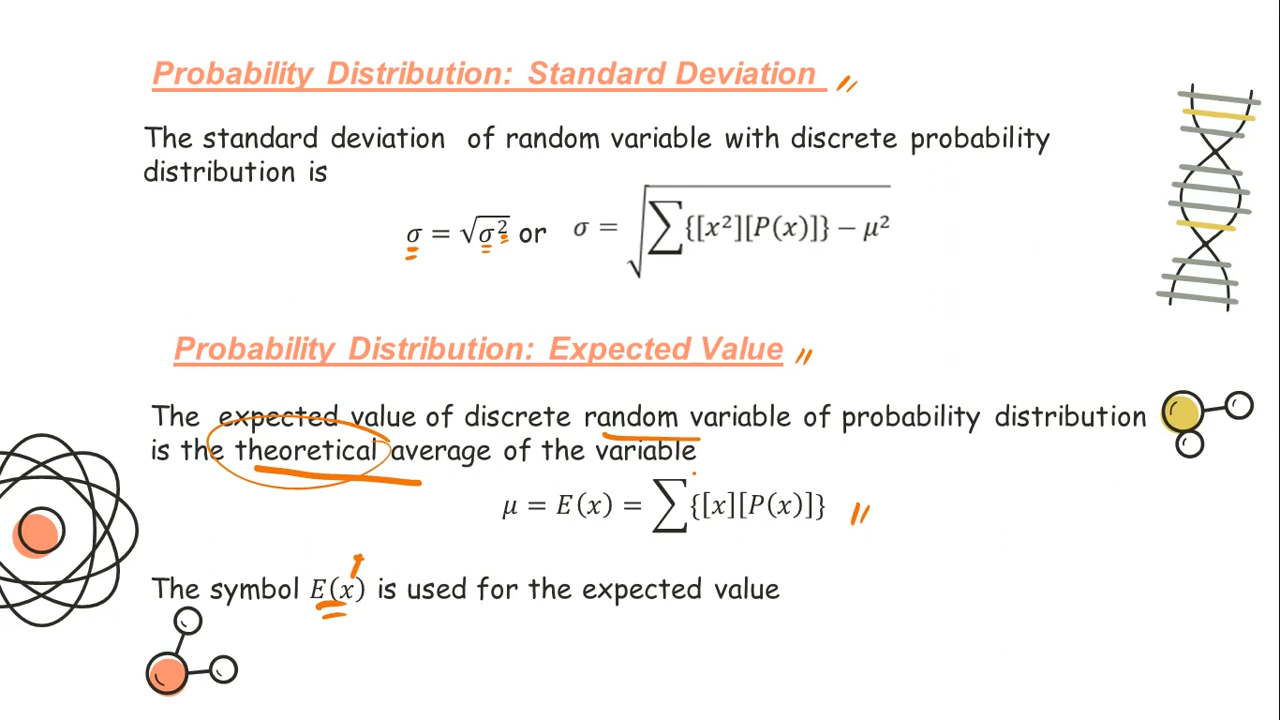 Probability Distribution: Standard Deviation
The standard deviation of random variable with discrete probability
distribution is
σ = √σ² or σ = √∑{[x²][P(x)]} − μ²
Probability Distribution: Expected Value
The expected value of discrete random variable of probability distribution
is the theoretical average of the variable
μ = E(x) = ∑{[x][P(x)]}
The symbol E(x) is used for the expected value